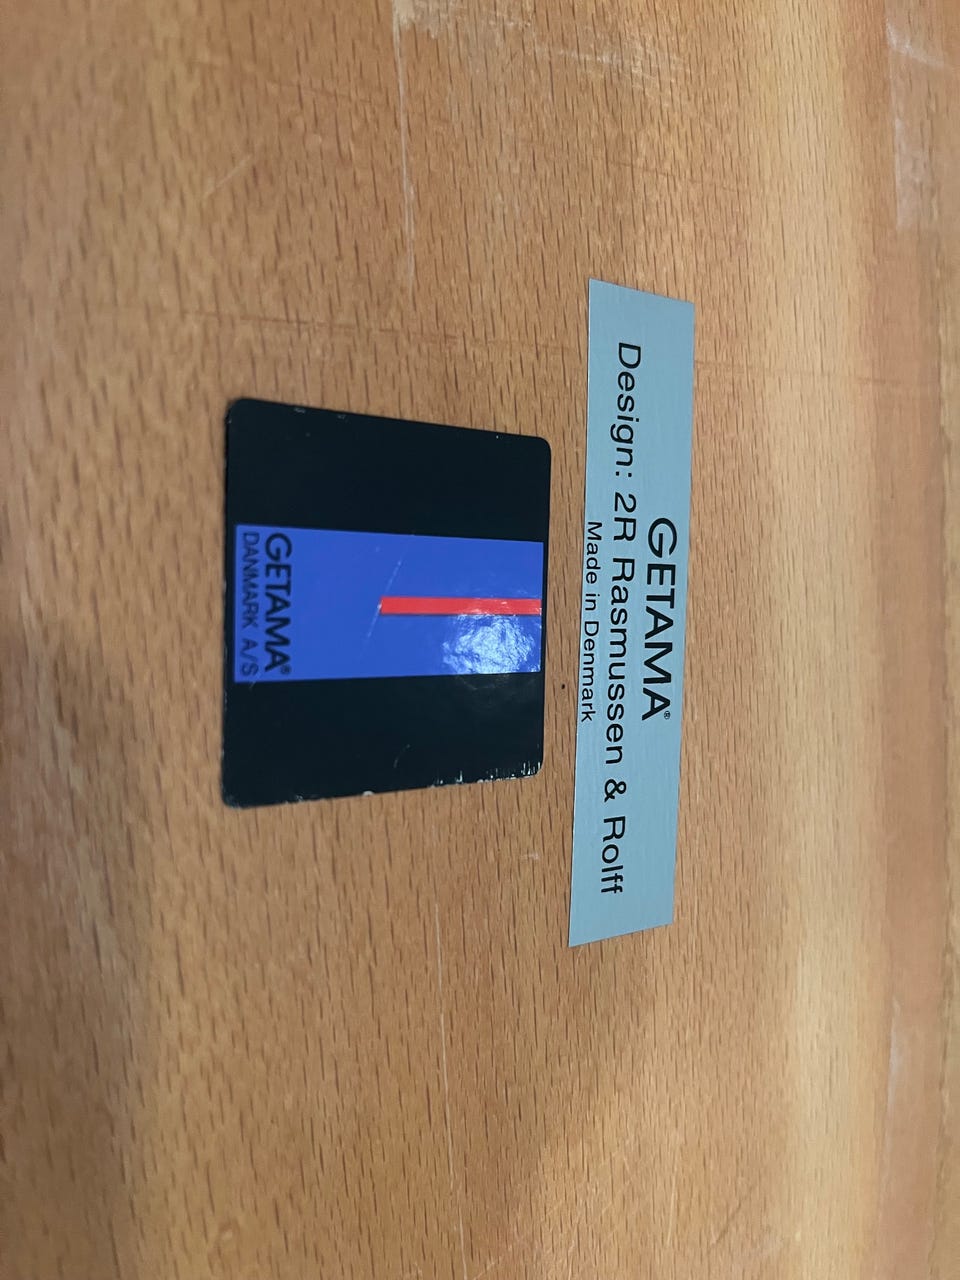 GETAMA®
Design: 2R Rasmussen & Rolff
Made in Denmark
GETAMA®
DANMARK A/S